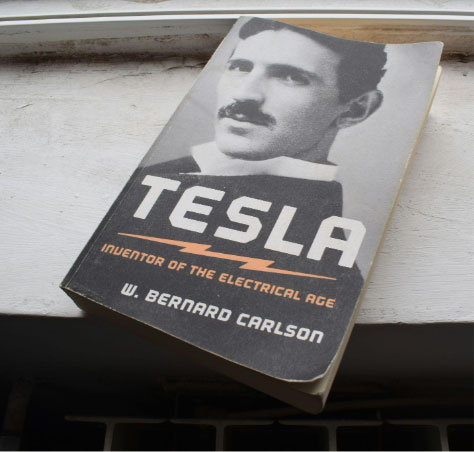 TESLA
INVENTOR OF THE ELECTRICAL AGE
W. BERNARD CARLSON